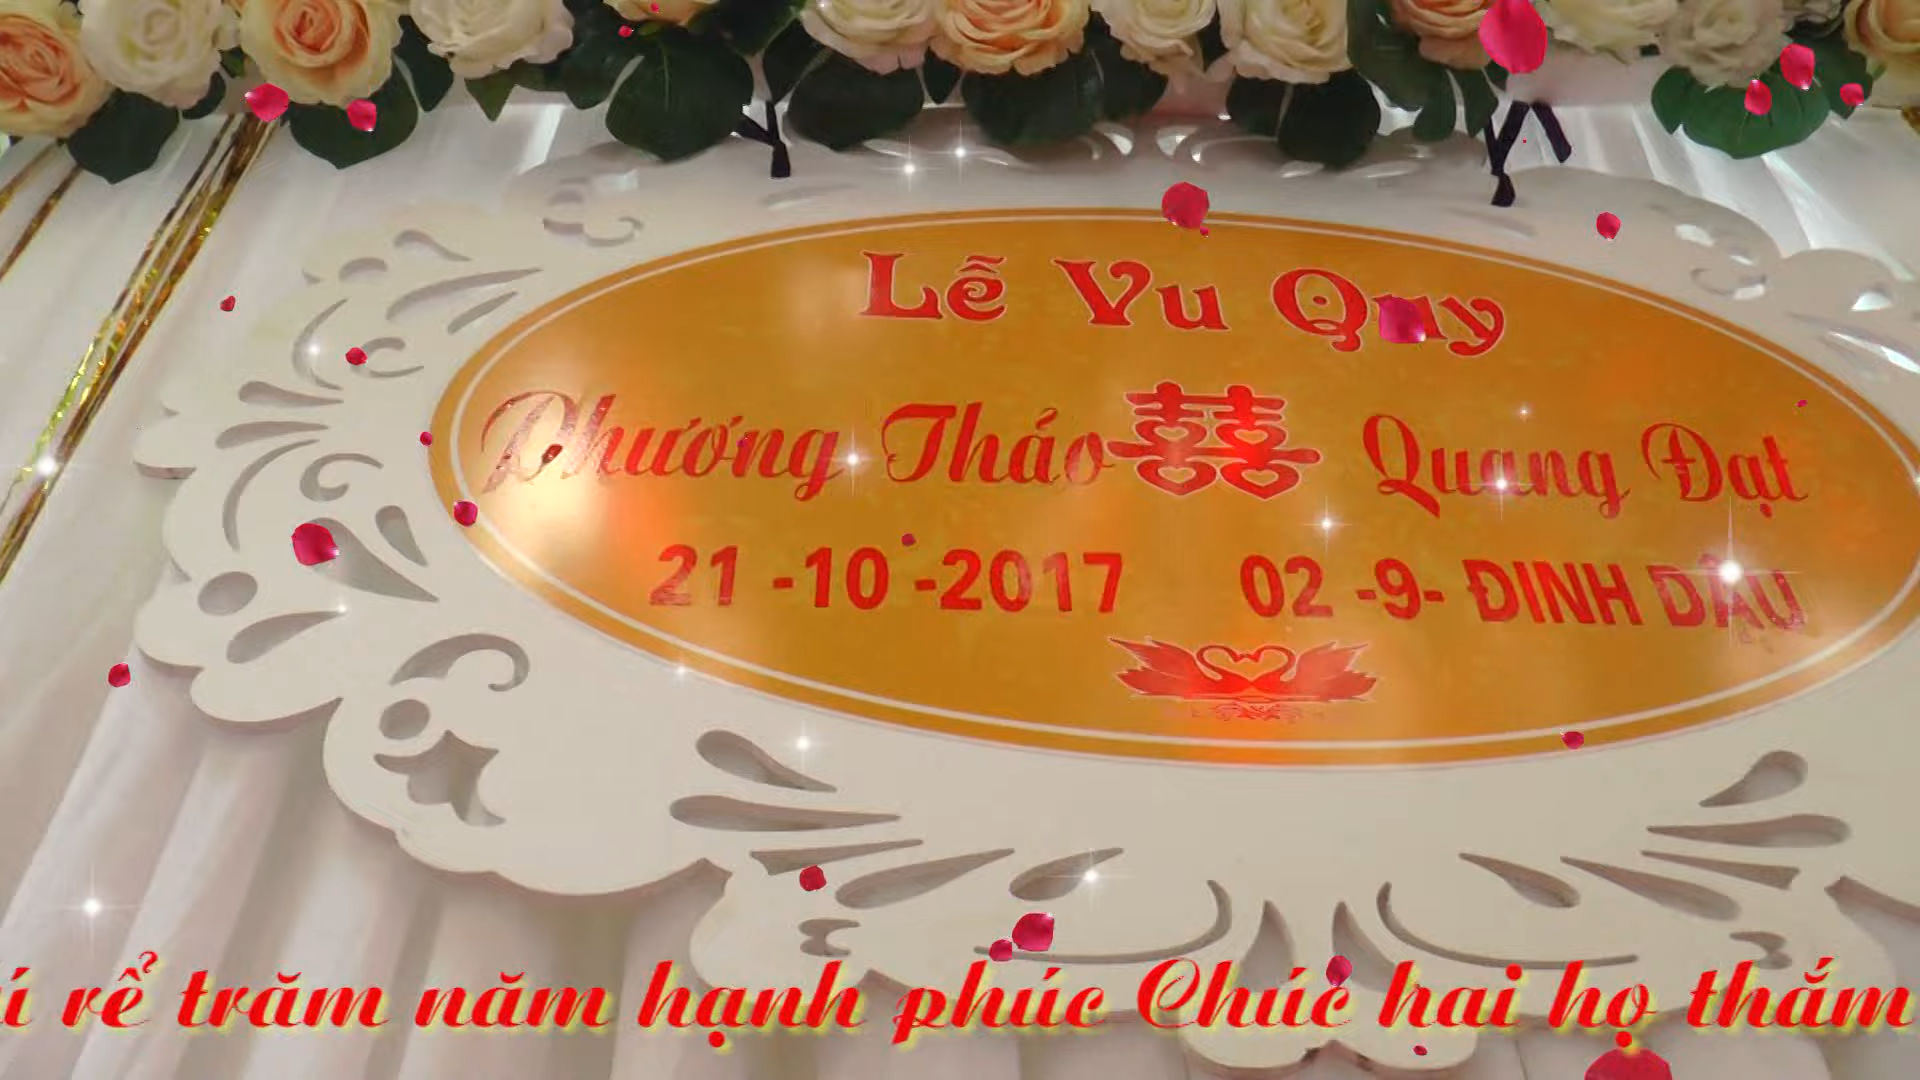 Lễ Vu Quy
Phương Thảo 囍 Quang Đạt
21 -10 -2017 02 -9- ĐINH DẬU
rể trăm năm hạnh phúc Chúc hai họ thắm